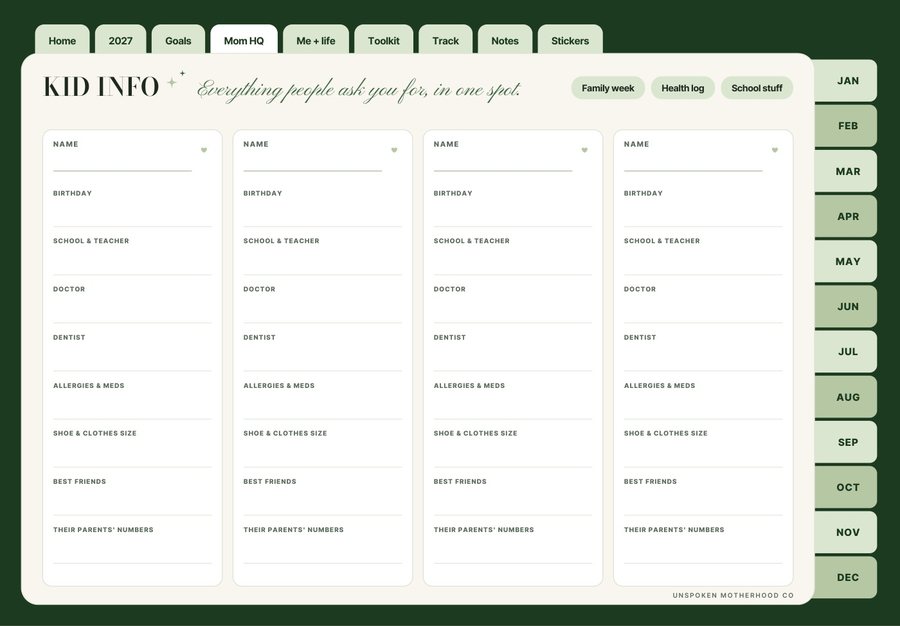 Home 2027 Goals Mom HQ Me + life Toolkit Track Notes Stickers
KID INFO Everything people ask you for, in one spot. Family week Health log School stuff
NAME NAME NAME NAME
BIRTHDAY BIRTHDAY BIRTHDAY BIRTHDAY
SCHOOL & TEACHER SCHOOL & TEACHER SCHOOL & TEACHER SCHOOL & TEACHER
DOCTOR DOCTOR DOCTOR DOCTOR
DENTIST DENTIST DENTIST DENTIST
ALLERGIES & MEDS ALLERGIES & MEDS ALLERGIES & MEDS ALLERGIES & MEDS
SHOE & CLOTHES SIZE SHOE & CLOTHES SIZE SHOE & CLOTHES SIZE SHOE & CLOTHES SIZE
BEST FRIENDS BEST FRIENDS BEST FRIENDS BEST FRIENDS
THEIR PARENTS' NUMBERS THEIR PARENTS' NUMBERS THEIR PARENTS' NUMBERS THEIR PARENTS' NUMBERS
UNSPOKEN MOTHERHOOD CO
JAN
FEB
MAR
APR
MAY
JUN
JUL
AUG
SEP
OCT
NOV
DEC